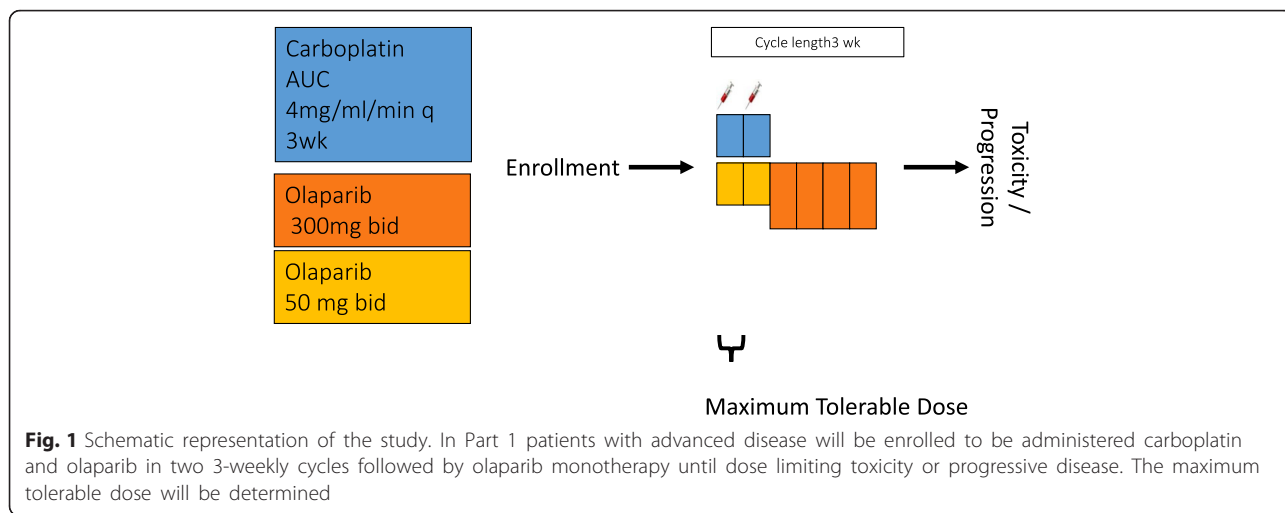 Carboplatin
AUC
4mg/ml/min q
3wk
Olaparib
300mg bid
Olaparib
50 mg bid
Enrollment
Cycle length3 wk
Toxicity /
Progression
Maximum Tolerable Dose
Fig. 1 Schematic representation of the study. In Part 1 patients with advanced disease will be enrolled to be administered carboplatin
and olaparib in two 3-weekly cycles followed by olaparib monotherapy until dose limiting toxicity or progressive disease. The maximum
tolerable dose will be determined